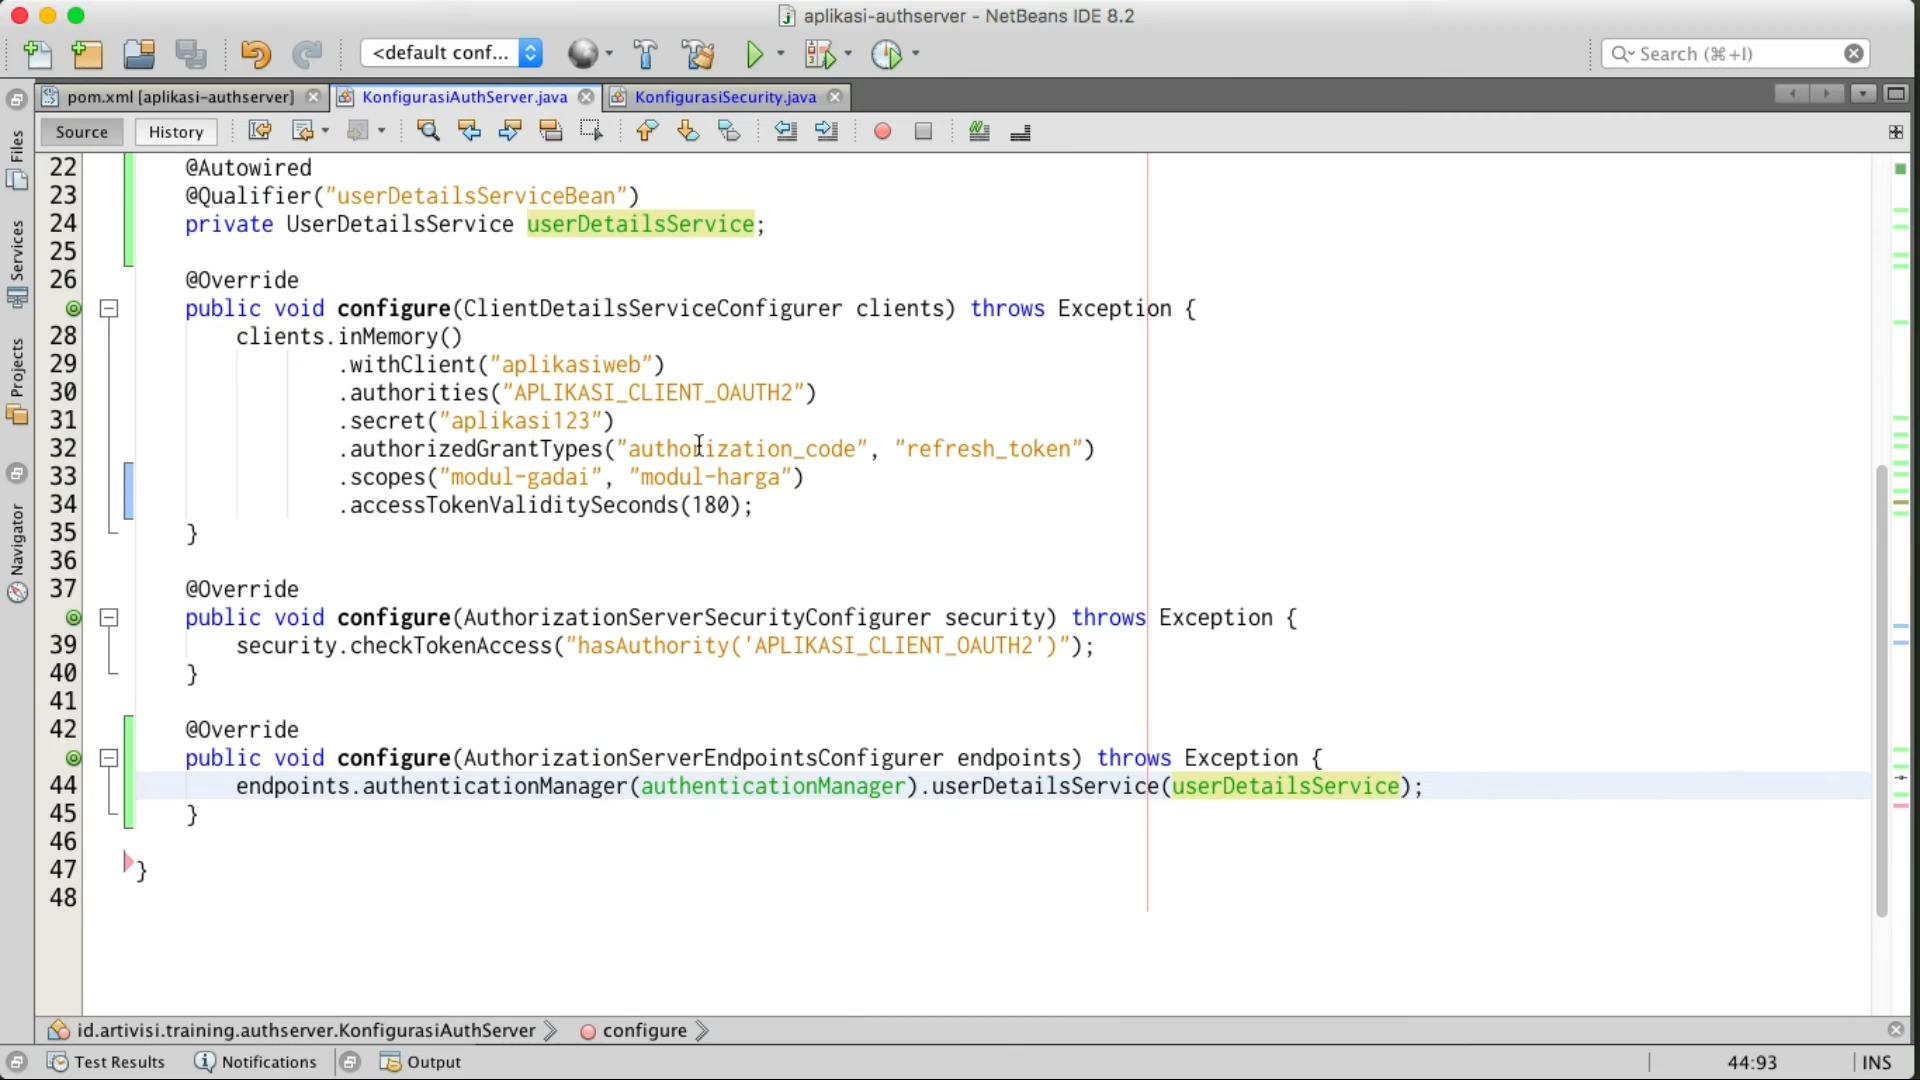 aplikasi-authserver - NetBeans IDE 8.2
<default conf...
Search (⌘+I)
pom.xml [aplikasi-authserver]
KonfigurasiAuthServer.java
KonfigurasiSecurity.java
Source
History
Files
Services
Projects
Navigator
22 @Autowired
23 @Qualifier("userDetailsServiceBean")
24 private UserDetailsService userDetailsService;
25
26 @Override
public void configure(ClientDetailsServiceConfigurer clients) throws Exception {
28 clients.inMemory()
29 .withClient("aplikasiweb")
30 .authorities("APLIKASI_CLIENT_OAUTH2")
31 .secret("aplikasi123")
32 .authorizedGrantTypes("authorization_code", "refresh_token")
33 .scopes("modul-gadai", "modul-harga")
34 .accessTokenValiditySeconds(180);
35 }
36
37 @Override
public void configure(AuthorizationServerSecurityConfigurer security) throws Exception {
39 security.checkTokenAccess("hasAuthority('APLIKASI_CLIENT_OAUTH2')");
40 }
41
42 @Override
public void configure(AuthorizationServerEndpointsConfigurer endpoints) throws Exception {
44 endpoints.authenticationManager(authenticationManager).userDetailsService(userDetailsService);
45 }
46
47 }
48
id.artivisi.training.authserver.KonfigurasiAuthServer
configure
Test Results
Notifications
Output
44:93
INS